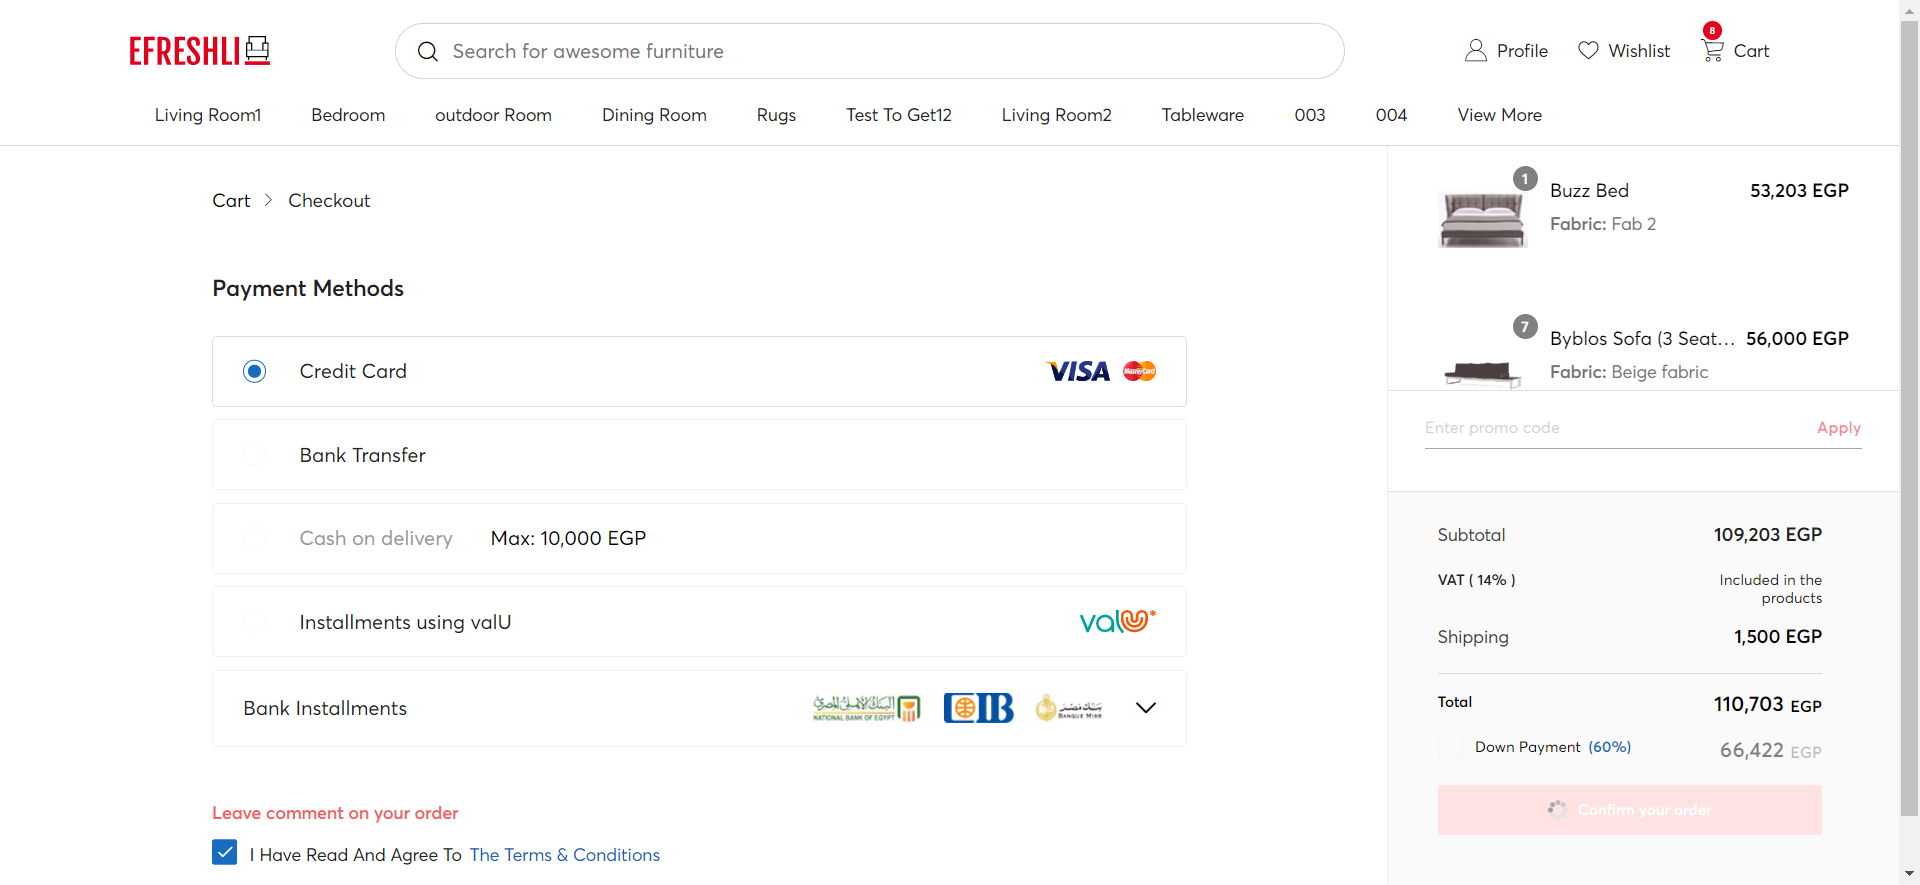 EFRESHLI
Search for awesome furniture
Profile
Wishlist
8
Cart
Living Room1
Bedroom
outdoor Room
Dining Room
Rugs
Test To Get12
Living Room2
Tableware
003
004
View More
Cart
Checkout
Payment Methods
Credit Card
VISA
MasterCard
Bank Transfer
Cash on delivery
Max: 10,000 EGP
Installments using valU
valU*
Bank Installments
البنك الأهلي المصري
NATIONAL BANK OF EGYPT
CIB
بنك مصر
BANQUE MISR
Leave comment on your order
I Have Read And Agree To The Terms & Conditions
1
Buzz Bed
53,203 EGP
Fabric: Fab 2
7
Byblos Sofa (3 Seat...
56,000 EGP
Fabric: Beige fabric
Enter promo code
Apply
Subtotal
109,203 EGP
VAT ( 14% )
Included in the
products
Shipping
1,500 EGP
Total
110,703 EGP
Down Payment (60%)
66,422 EGP
Confirm your order